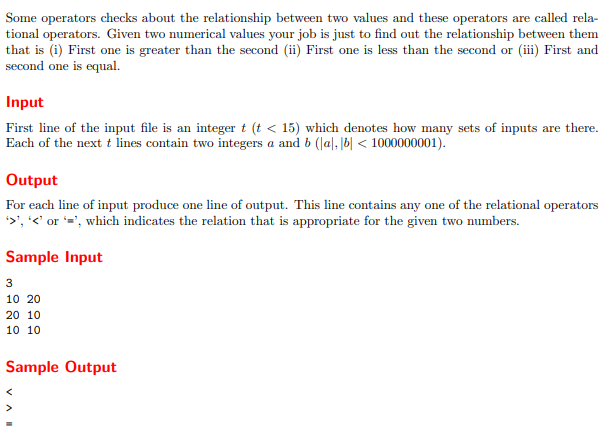 Some operators checks about the relationship between two values and these operators are called rela-
tional operators. Given two numerical values your job is just to find out the relationship between them
that is (i) First one is greater than the second (ii) First one is less than the second or (iii) First and
second one is equal.
Input
First line of the input file is an integer t (t < 15) which denotes how many sets of inputs are there.
Each of the next t lines contain two integers a and b (|a|, |b| < 1000000001).
Output
For each line of input produce one line of output. This line contains any one of the relational operators
‘>’, ‘<’ or ‘=’, which indicates the relation that is appropriate for the given two numbers.
Sample Input
3
10 20
20 10
10 10
Sample Output
<
>
=